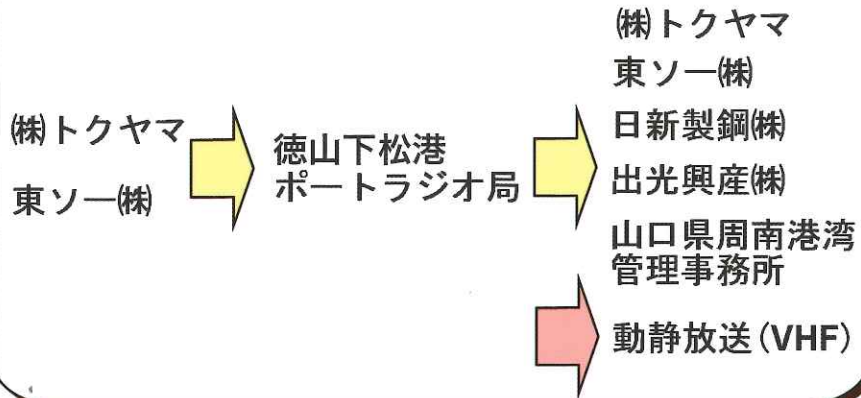 ㈱トクヤマ
東ソー㈱
徳山下松港
ポートラジオ局
㈱トクヤマ
東ソー㈱
日新製鋼㈱
出光興産㈱
山口県周南港湾
管理事務所
動静放送(VHF)